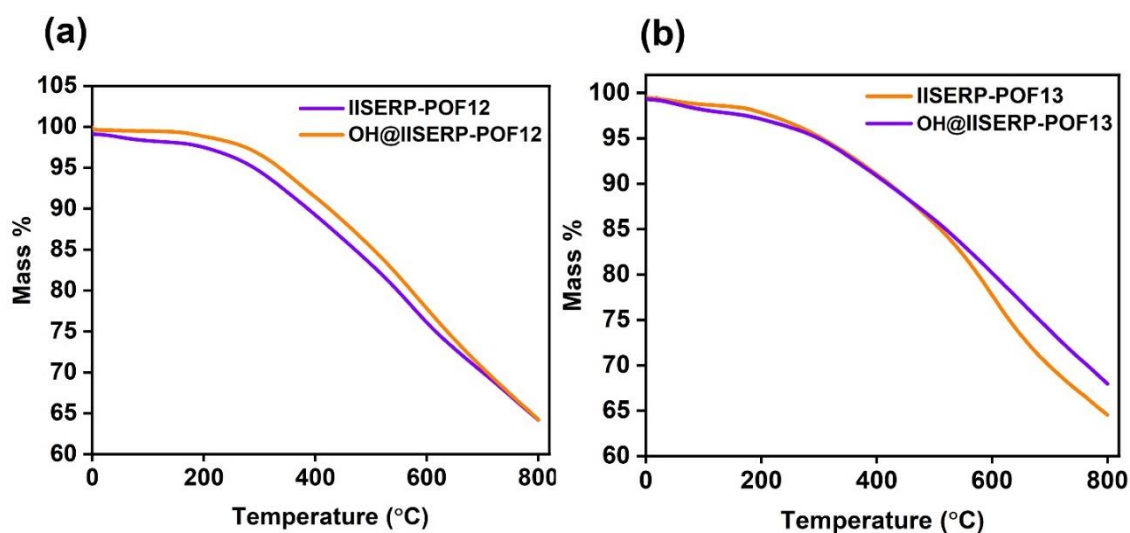 (a)
105
100
95
90
85
80
75
70
65
60
0
200
400
600
800
Mass %
Temperature (°C)
IISERP-POF12
OH@IISERP-POF12
(b)
100
95
90
85
80
75
70
65
60
0
200
400
600
800
Mass %
Temperature (°C)
IISERP-POF13
OH@IISERP-POF13